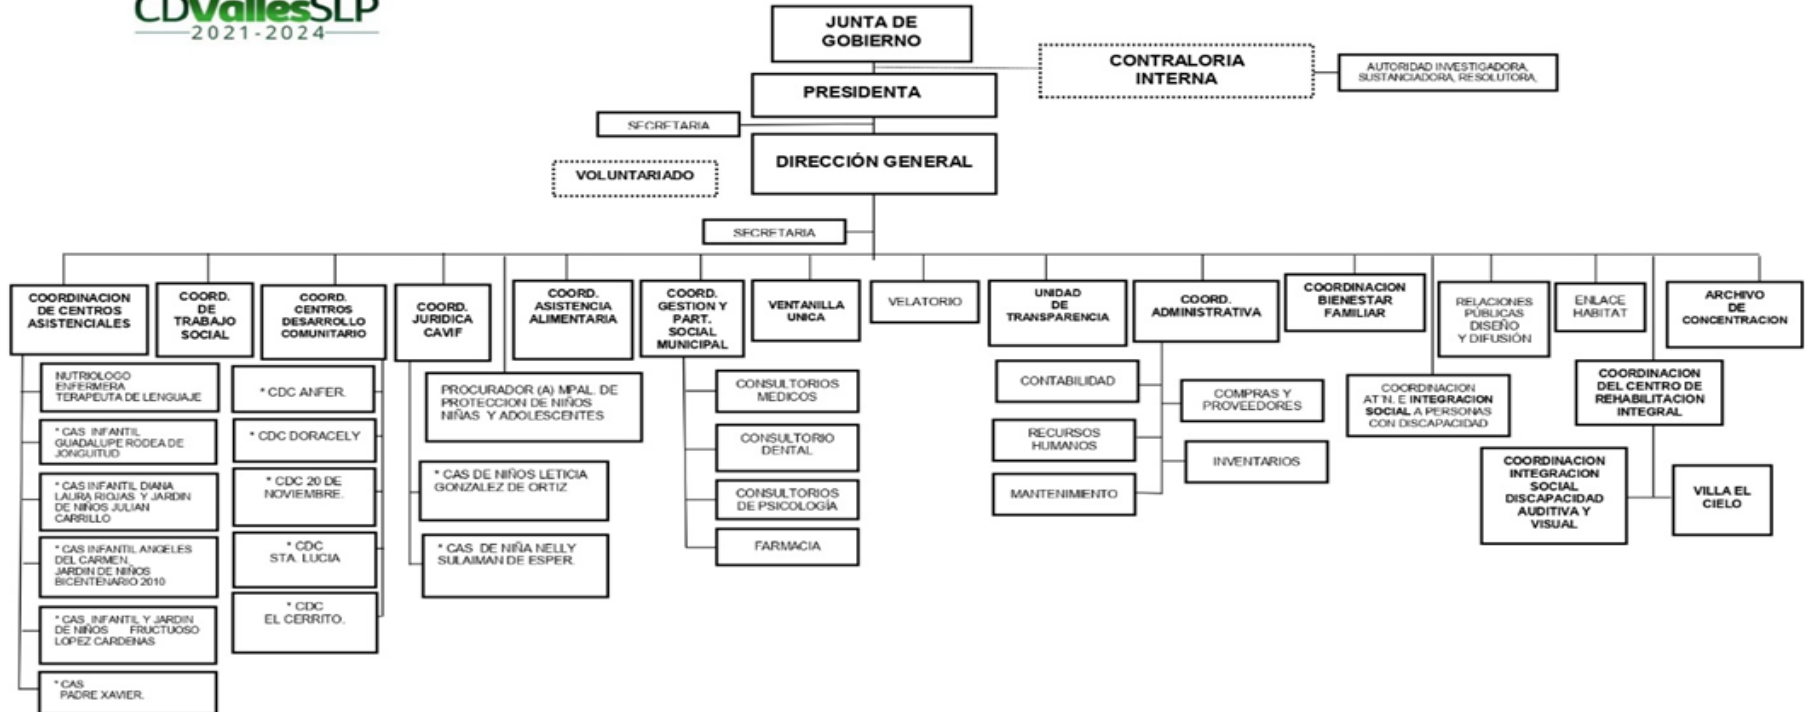 CDVallesSLP
2021-2024
JUNTA DE
GOBIERNO
CONTRALORIA
INTERNA
AUTORIDAD INVESTIGADORA,
SUSTANCIADORA, RESOLUTORA,
PRESIDENTA
SECRETARIA
DIRECCIÓN GENERAL
VOLUNTARIADO
SECRETARIA
COORDINACION
DE CENTROS
ASISTENCIALES
COORD.
DE
TRABAJO
SOCIAL
COORD.
CENTROS
DESARROLLO
COMUNITARIO
COORD.
JURIDICA
CAVIF
COORD.
ASISTENCIA
ALIMENTARIA
COORD.
GESTION Y
PART.
SOCIAL
MUNICIPAL
VENTANILLA
UNICA
VELATORIO
UNIDAD
DE
TRANSPARENCIA
COORD.
ADMINISTRATIVA
COORDINACION
BIENESTAR
FAMILIAR
RELACIONES
PÚBLICAS
DISEÑO
Y DIFUSIÓN
ENLACE
HABITAT
ARCHIVO
DE
CONCENTRACION
NUTRIOLOGO
ENFERMERA
TERAPEUTA DE LENGUAJE
* CAS INFANTIL
GUADALUPE RODEA DE
JONGUITUD
* CAS INFANTIL DIANA
LAURA RIOJAS Y JARDIN
DE NIÑOS JULIAN
CARRILLO
* CAS INFANTIL ANGELES
DEL CARMEN,
JARDIN DE NIÑOS
BICENTENARIO 2010
* CAS INFANTIL Y JARDIN
DE NIÑOS FRUCTUOSO
LOPEZ CARDENAS
* CAS
PADRE XAVIER.
* CDC ANFER.
* CDC DORACELY
* CDC 20 DE
NOVIEMBRE.
* CDC
STA. LUCIA
* CDC
EL CERRITO.
PROCURADOR (A) MPAL. DE
PROTECCION DE NIÑOS
NIÑAS Y ADOLESCENTES
* CAS DE NIÑOS LETICIA
GONZALEZ DE ORTIZ
* CAS DE NIÑA NELLY
SULAIMAN DE ESPER.
CONSULTORIOS
MEDICOS
CONSULTORIO
DENTAL
CONSULTORIOS
DE PSICOLOGÍA
FARMACIA
CONTABILIDAD
RECURSOS
HUMANOS
MANTENIMIENTO
COMPRAS Y
PROVEEDORES
INVENTARIOS
COORDINACION
AT'N. E INTEGRACION
SOCIAL A PERSONAS
CON DISCAPACIDAD
COORDINACION
DEL CENTRO DE
REHABILITACION
INTEGRAL
COORDINACION
INTEGRACION
SOCIAL
DISCAPACIDAD
AUDITIVA Y
VISUAL
VILLA EL
CIELO